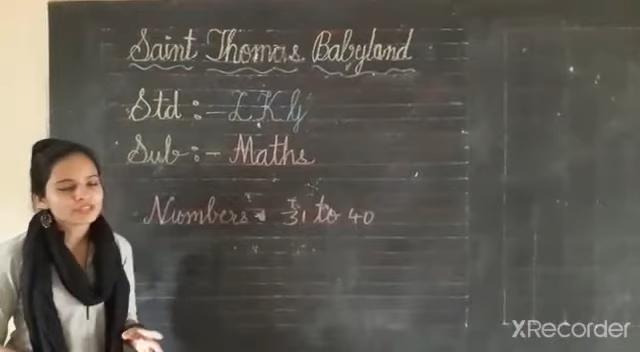 Saint Thomas Babyland
Std :- L K G
Sub :- Maths
Numbers - 31 to 40
XRecorder